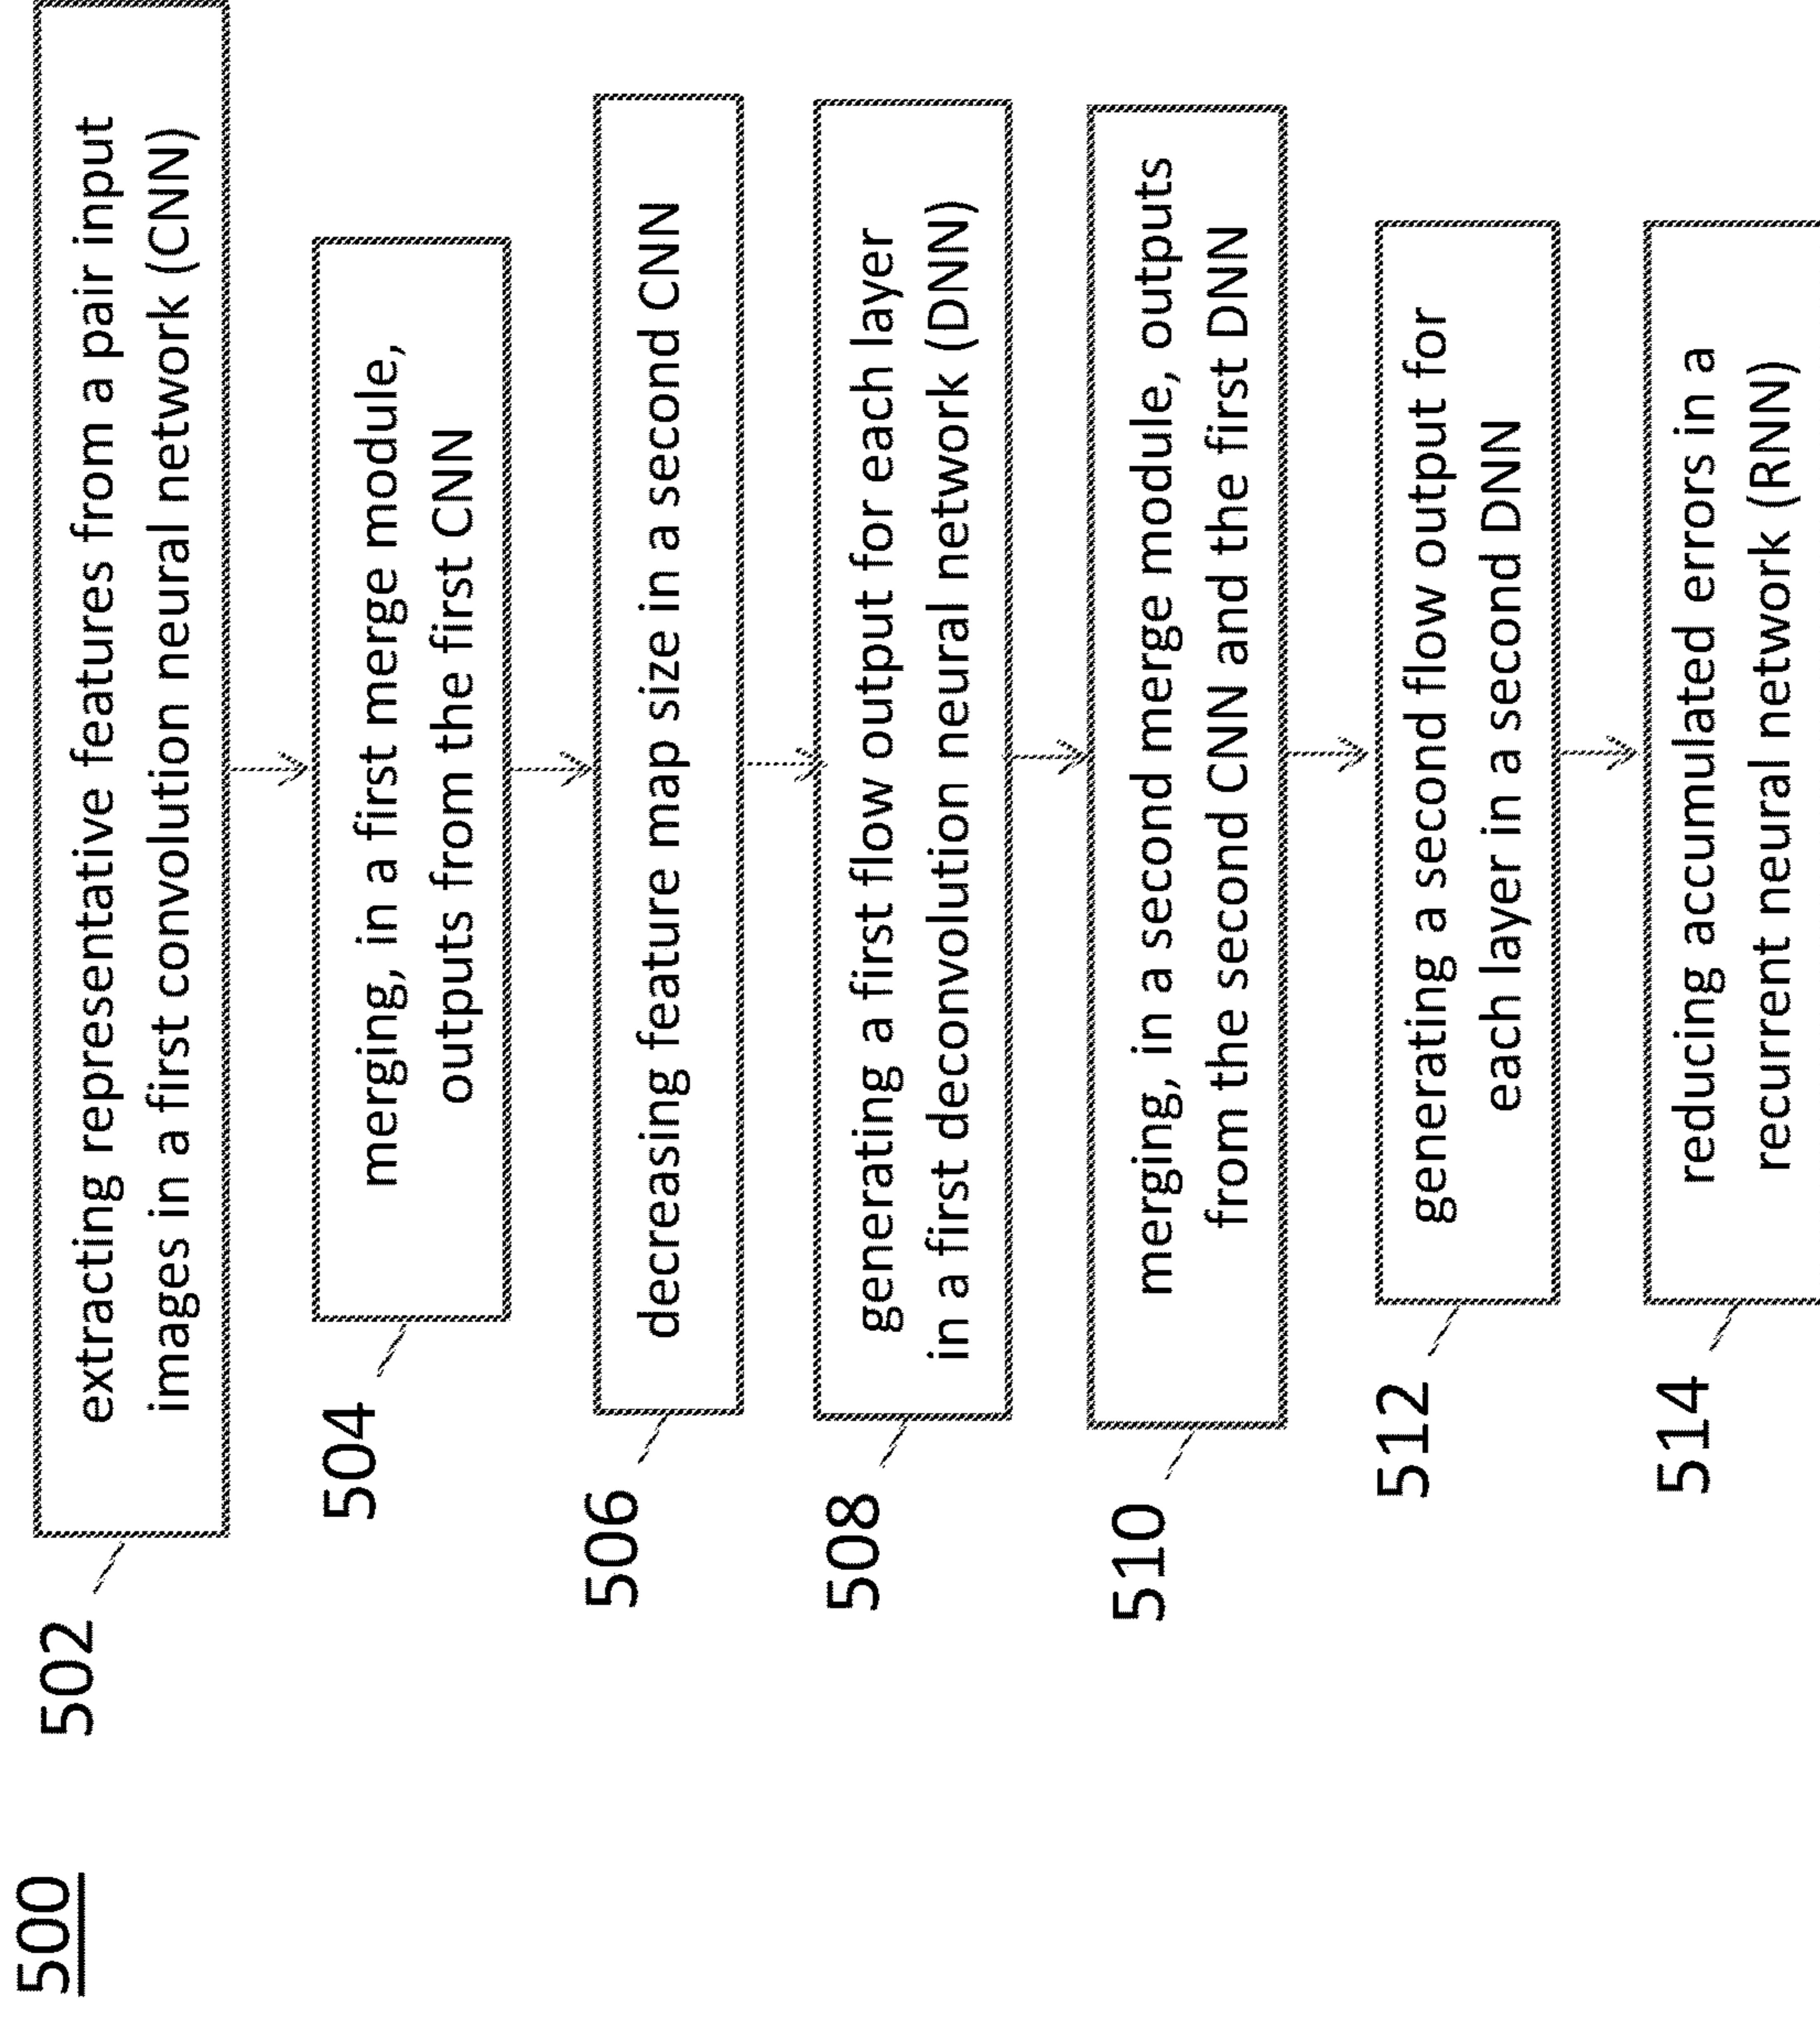 500
502
extracting representative features from a pair input
images in a first convolution neural network (CNN)
504
merging, in a first merge module,
outputs from the first CNN
506
decreasing feature map size in a second CNN
508
generating a first flow output for each layer
in a first deconvolution neural network (DNN)
510
merging, in a second merge module, outputs
from the second CNN and the first DNN
512
generating a second flow output for
each layer in a second DNN
514
reducing accumulated errors in a
recurrent neural network (RNN)